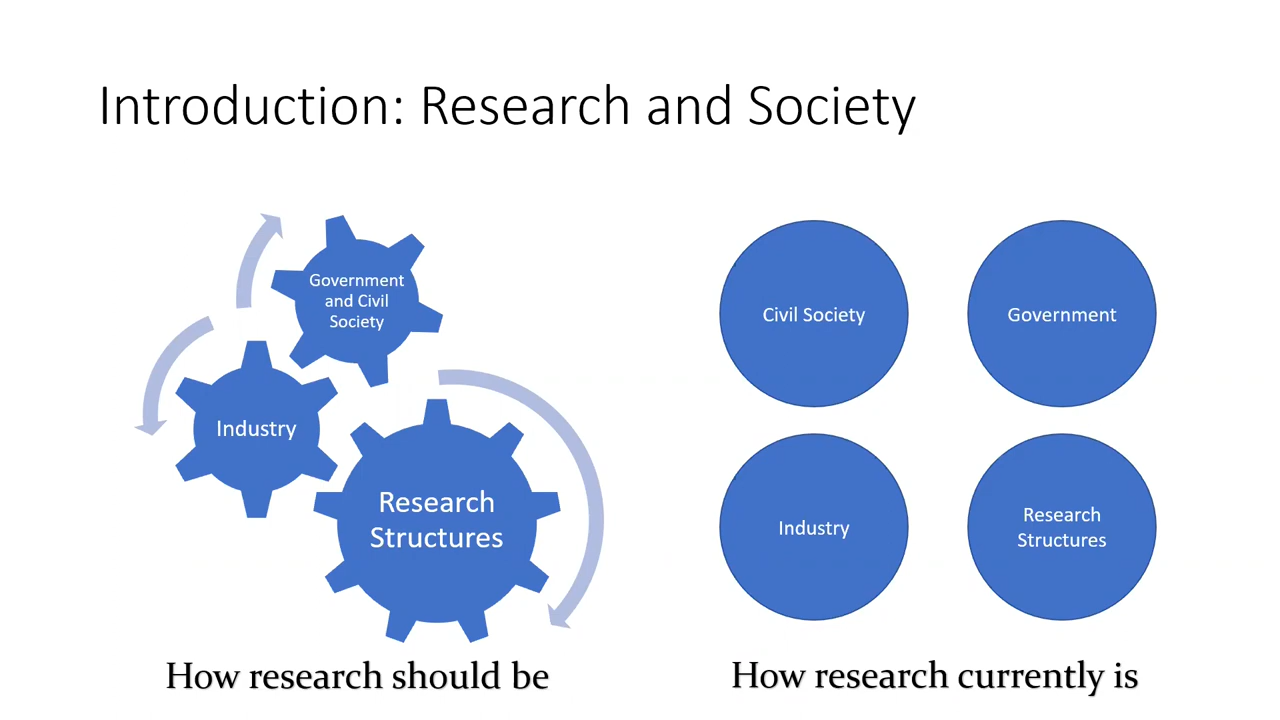 Introduction: Research and Society
Government
and Civil
Society
Industry
Research
Structures
How research should be
Civil Society
Government
Industry
Research
Structures
How research currently is